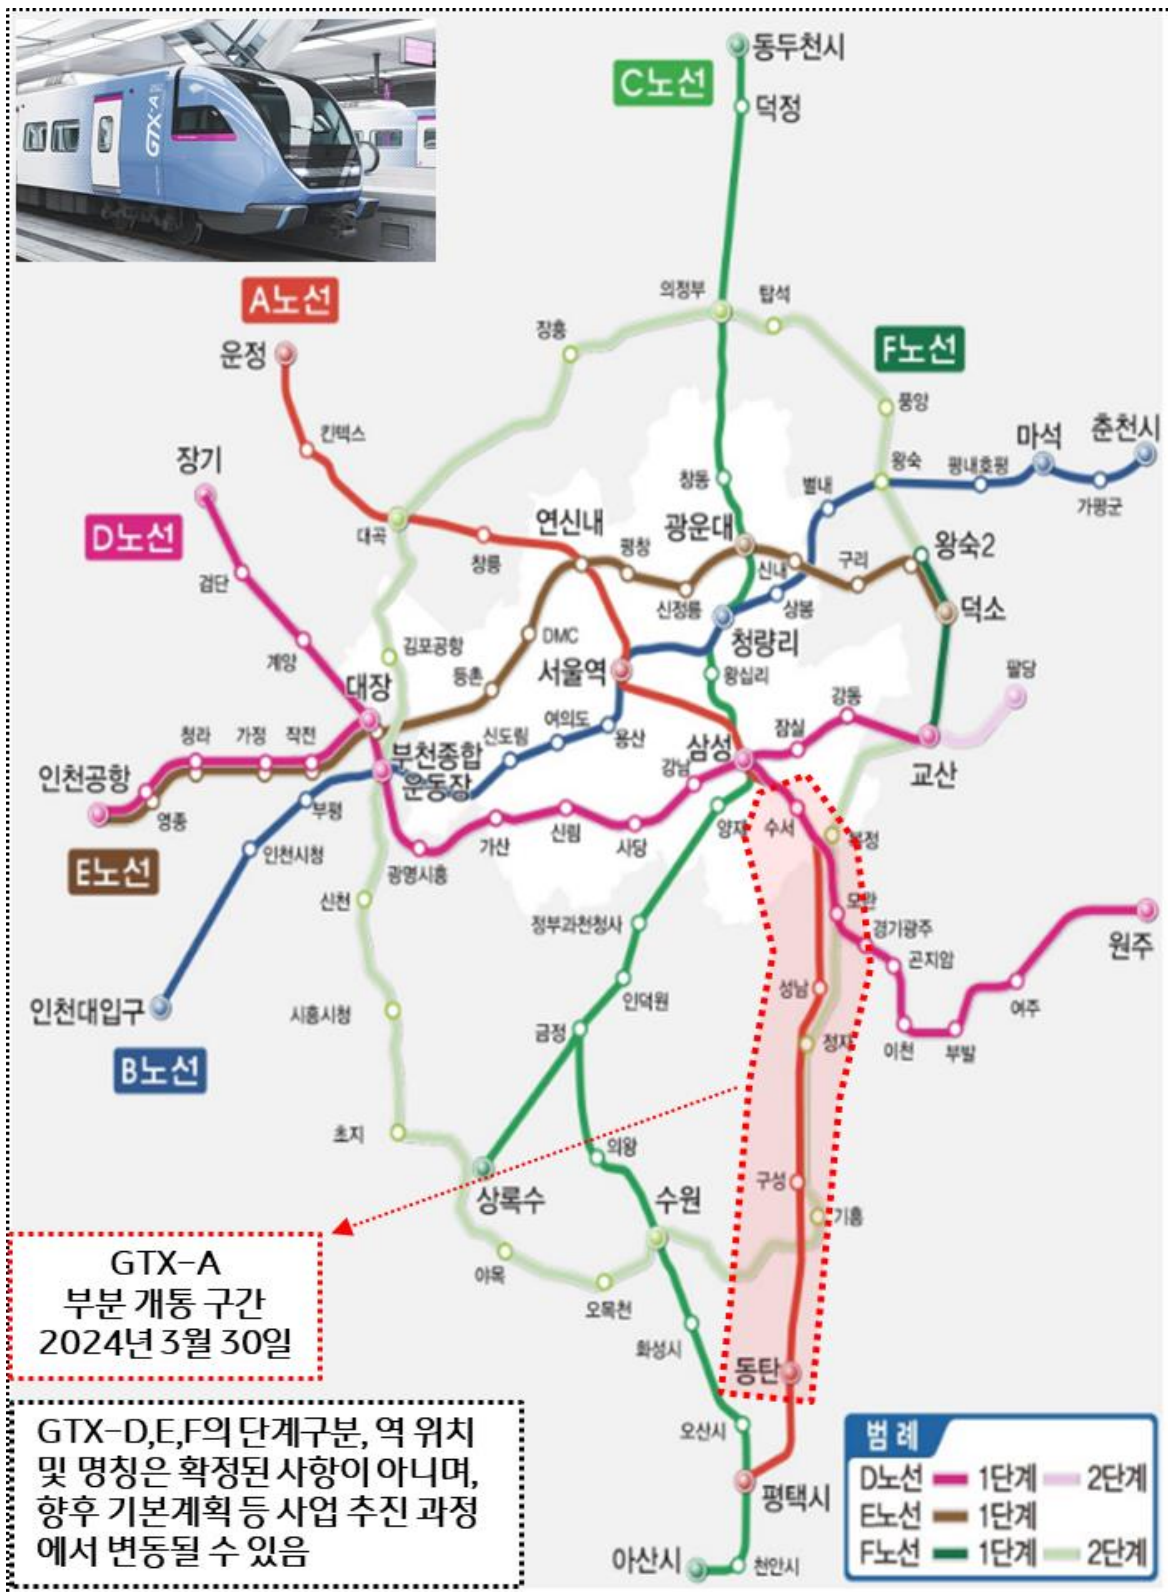 GTX-A
C노선
동두천시
덕정
A노선
운정
킨텍스
의정부
탑석
장흥
F노선
풍양
장기
D노선
대곡
창릉
연신내
평창
창동
광운대
별내
왕숙
평내호평
마석
춘천시
가평군
검단
신내
구리
왕숙2
신정릉
상봉
덕소
계양
김포공항
DMC
청량리
대장
등촌
서울역
왕십리
강동
팔당
청라
가정
작전
부천종합
운동장
신도림
여의도
용산
삼성
잠실
교산
인천공항
영종
부평
강남
양재
수서
복정
E노선
인천시청
광명시흥
가산
신림
사당
신천
정부과천청사
모란
경기광주
곤지암
원주
인천대입구
시흥시청
인덕원
성남
여주
금정
정자
이천
부발
B노선
초지
의왕
상록수
수원
구성
기흥
야목
오목천
GTX-A
부분 개통 구간
2024년 3월 30일
화성시
동탄
오산시
평택시
아산시
천안시
GTX-D,E,F의 단계구분, 역 위치
및 명칭은 확정된 사항이 아니며,
향후 기본계획 등 사업 추진 과정
에서 변동될 수 있음
범 례
D노선 1단계 2단계
E노선 1단계
F노선 1단계 2단계